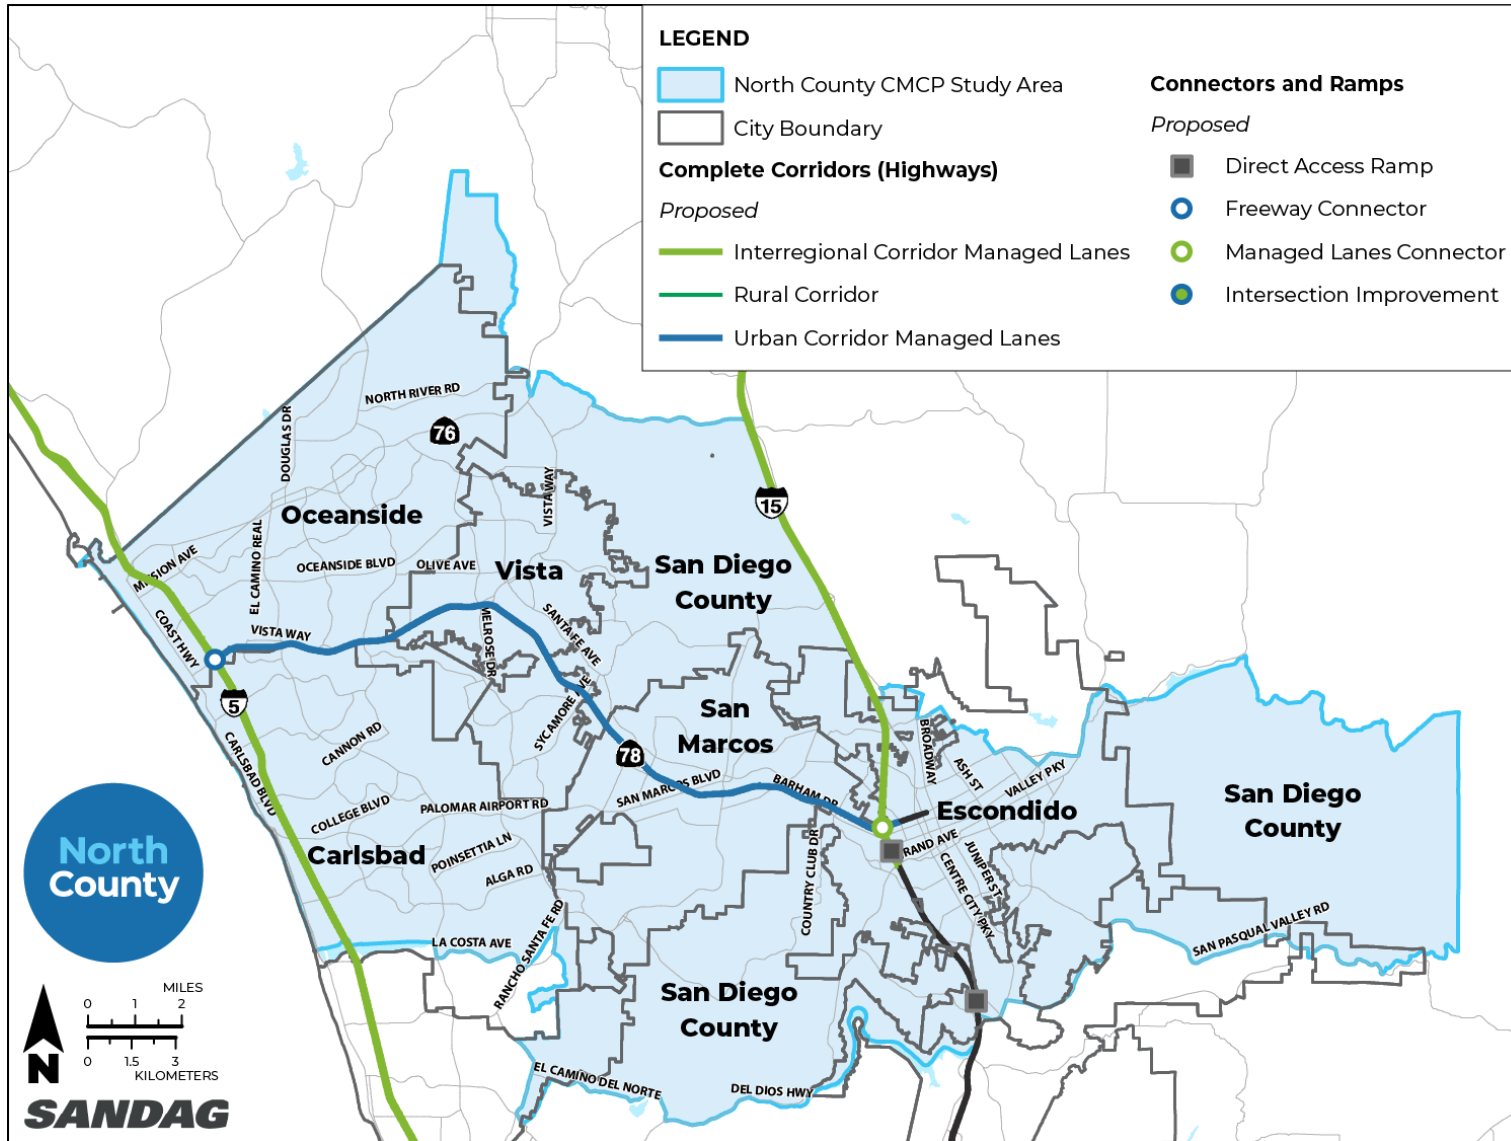 LEGEND
North County CMCP Study Area
City Boundary
Complete Corridors (Highways)
Proposed
Interregional Corridor Managed Lanes
Rural Corridor
Urban Corridor Managed Lanes
Connectors and Ramps
Proposed
Direct Access Ramp
Freeway Connector
Managed Lanes Connector
Intersection Improvement
NORTH RIVER RD
76
DOUGLAS DR
VISTA WAY
15
Oceanside
EL CAMINO REAL
MISSION AVE
OCEANSIDE BLVD
OLIVE AVE
Vista
San Diego
County
COAST HWY
VISTA WAY
MELROSE DR
SANTA FE AVE
5
SYCAMORE AVE
San
Marcos
78
CANNON RD
CARLSBAD BLVD
BROADWAY
ASH ST
VALLEY PKY
COLLEGE BLVD
PALOMAR AIRPORT RD
SAN MARCOS BLVD
BARHAM DR
Escondido
San Diego
County
North
County
Carlsbad
POINSETTIA LN
ALGA RD
COUNTRY CLUB DR
RAND AVE
JUNIPER ST
CENTRE CITY PKY
LA COSTA AVE
RANCHO SANTA FE RD
SAN PASQUAL VALLEY RD
San Diego
County
MILES
0 1 2
0 1.5 3
KILOMETERS
N
EL CAMINO DEL NORTE
DEL DIOS HWY
SANDAG